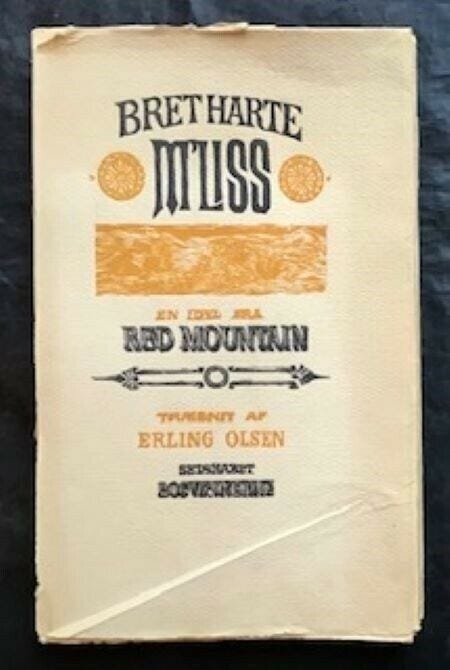 BRET HARTE
M'LISS
EN IDYL FRA
RED MOUNTAIN
TRÆSNIT AF
ERLING OLSEN